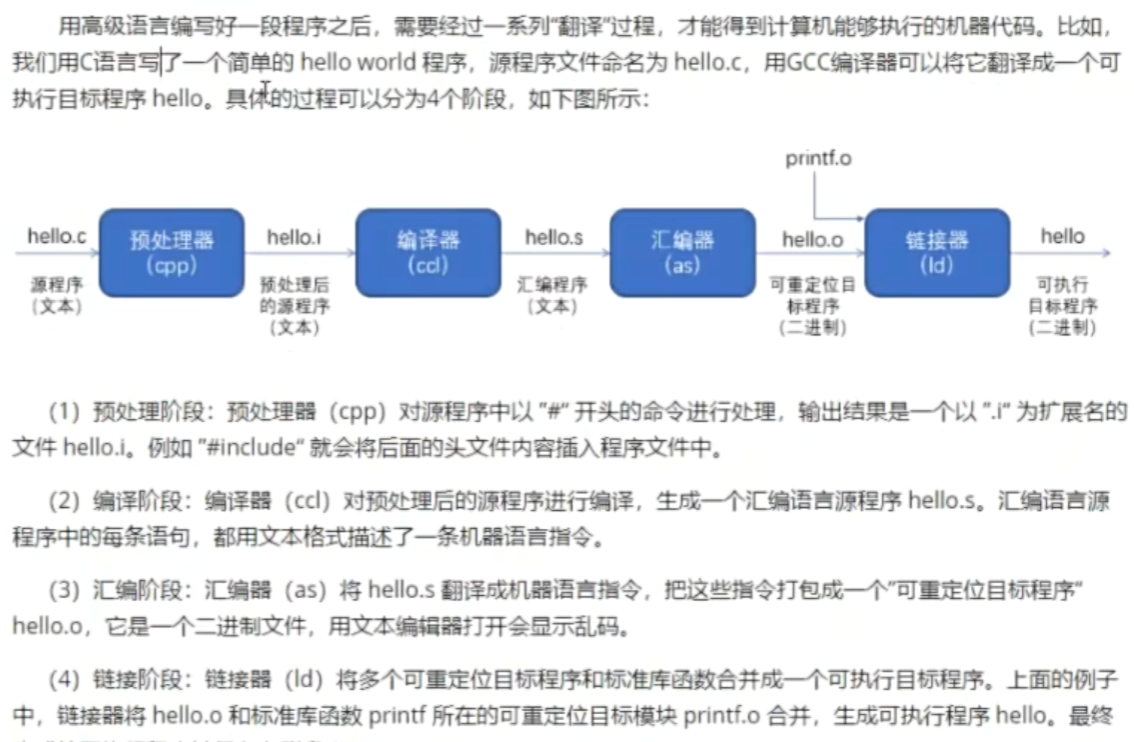 用高级语言编写好一段程序之后，需要经过一系列“翻译”过程，才能得到计算机能够执行的机器代码。比如，
我们用C语言写了一个简单的 hello world 程序，源程序文件命名为 hello.c，用GCC编译器可以将它翻译成一个可
执行目标程序 hello。具体的过程可以分为4个阶段，如下图所示：
printf.o
hello.c
预处理器
（cpp）
hello.i
编译器
（ccl）
hello.s
汇编器
（as）
hello.o
链接器
（ld）
hello
源程序
（文本）
预处理后
的源程序
（文本）
汇编程序
（文本）
可重定位目
标程序
（二进制）
可执行
目标程序
（二进制）
（1）预处理阶段：预处理器（cpp）对源程序中以 ”#“ 开头的命令进行处理，输出结果是一个以 ”.i” 为扩展名的
文件 hello.i。例如 ”#include“ 就会将后面的头文件内容插入程序文件中。
（2）编译阶段：编译器（ccl）对预处理后的源程序进行编译，生成一个汇编语言源程序 hello.s。汇编语言源
程序中的每条语句，都用文本格式描述了一条机器语言指令。
（3）汇编阶段：汇编器（as）将 hello.s 翻译成机器语言指令，把这些指令打包成一个”可重定位目标程序“
hello.o，它是一个二进制文件，用文本编辑器打开会显示乱码。
（4）链接阶段：链接器（ld）将多个可重定位目标程序和标准库函数合并成一个可执行目标程序。上面的例子
中，链接器将 hello.o 和标准库函数 printf 所在的可重定位目标模块 printf.o 合并，生成可执行程序 hello。最终